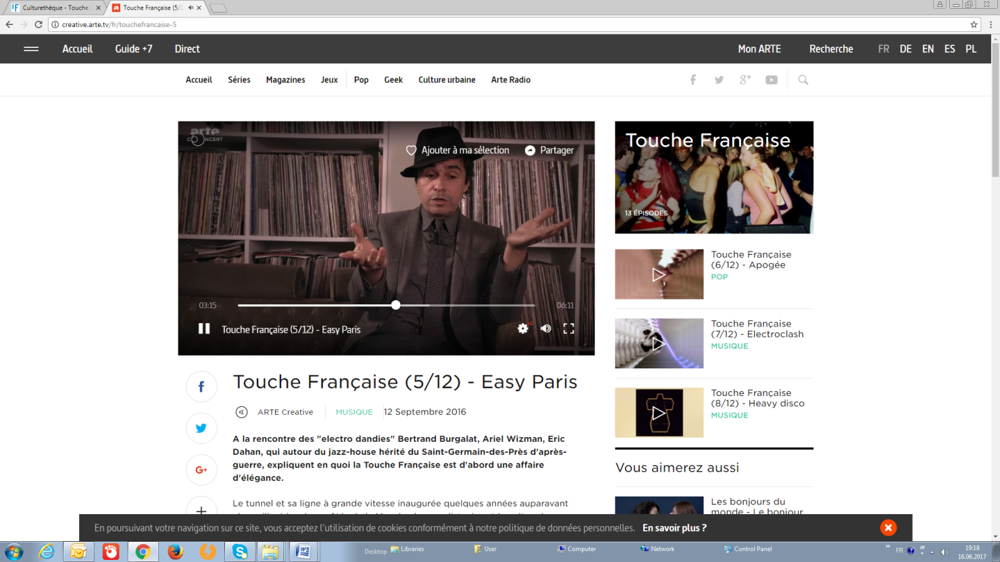 Culturethèque - Touche
Touche Française (5/1
creative.arte.tv/fr/touchefrancaise-5
Accueil Guide +7 Direct Mon ARTE Recherche FR DE EN ES PL
Accueil Séries Magazines Jeux Pop Geek Culture urbaine Arte Radio
arte
CONCERT
Ajouter à ma sélection Partager
03:15 06:11
Touche Française (5/12) - Easy Paris
Touche Française
13 ÉPISODES
Touche Française
(6/12) - Apogée
POP
Touche Française
(7/12) - Electroclash
MUSIQUE
Touche Française
(8/12) - Heavy disco
MUSIQUE
Touche Française (5/12) - Easy Paris
ARTE Creative MUSIQUE 12 Septembre 2016
A la rencontre des "electro dandies" Bertrand Burgalat, Ariel Wizman, Eric
Dahan, qui autour du jazz-house hérité du Saint-Germain-des-Près d'après-
guerre, expliquent en quoi la Touche Française est d'abord une affaire
d'élégance.
Le tunnel et sa ligne à grande vitesse inaugurée quelques années auparavant
Vous aimerez aussi
Les bonjours du
monde - Le bonjour
En poursuivant votre navigation sur ce site, vous acceptez l'utilisation de cookies conformément à notre politique de données personnelles. En savoir plus ?
Desktop Libraries User Computer Network Control Panel
FR
19:18
16.06.2017